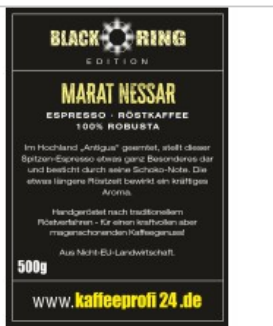 BLACK RING
EDITION
MARAT NESSAR
ESPRESSO · RÖSTKAFFEE
100% ROBUSTA
Im Hochland „Antigua" geerntet, stellt dieser
Spitzen-Espresso etwas ganz Besonderes dar
und besticht durch seine Schoko-Note. Die
etwas längere Röstzeit bewirkt ein kräftiges
Aroma.
Handgeröstet nach traditionellem
Röstverfahren - für einen kraftvollen aber
magenschonenden Kaffeegenuss!
Aus Nicht-EU-Landwirtschaft.
500g
www.kaffeeprofi24.de